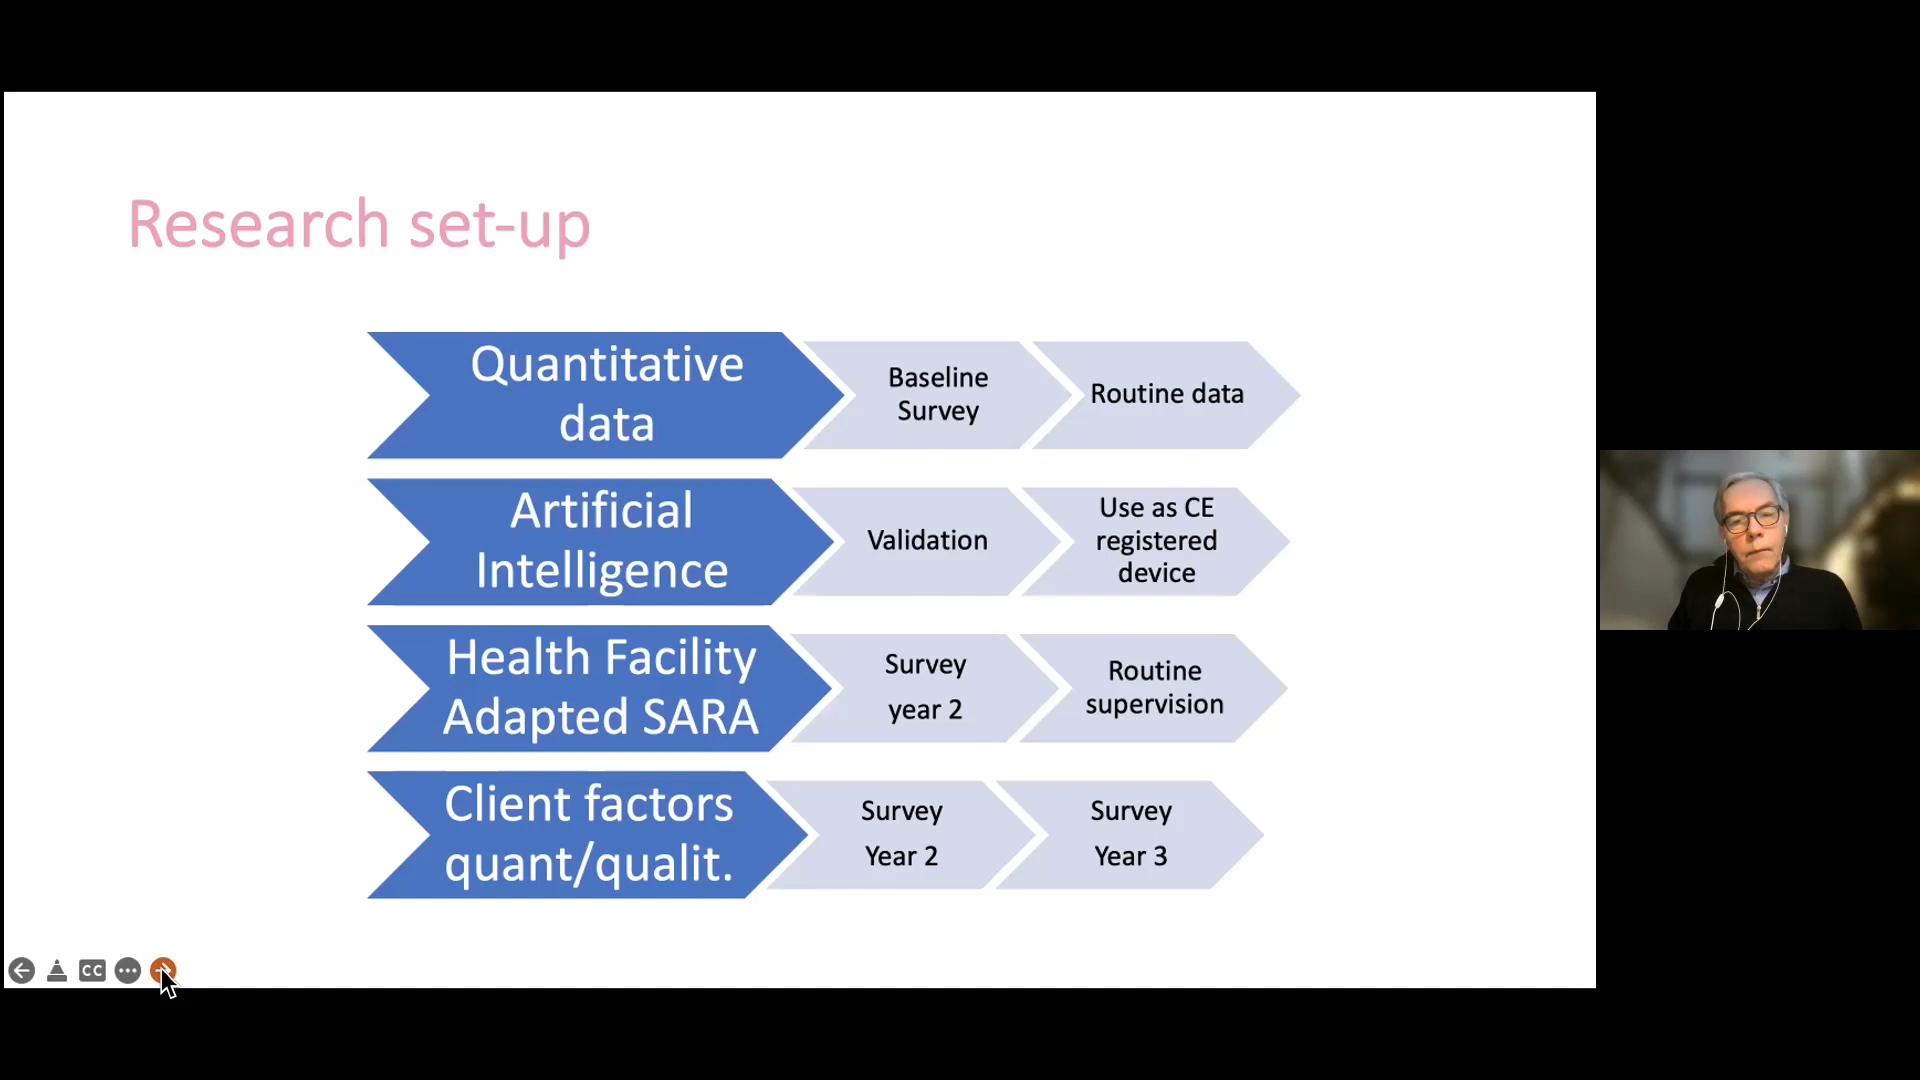 Research set-up
Quantitative
data
Baseline
Survey
Routine data
Artificial
Intelligence
Validation
Use as CE
registered
device
Health Facility
Adapted SARA
Survey
year 2
Routine
supervision
Client factors
quant/qualit.
Survey
Year 2
Survey
Year 3
CC